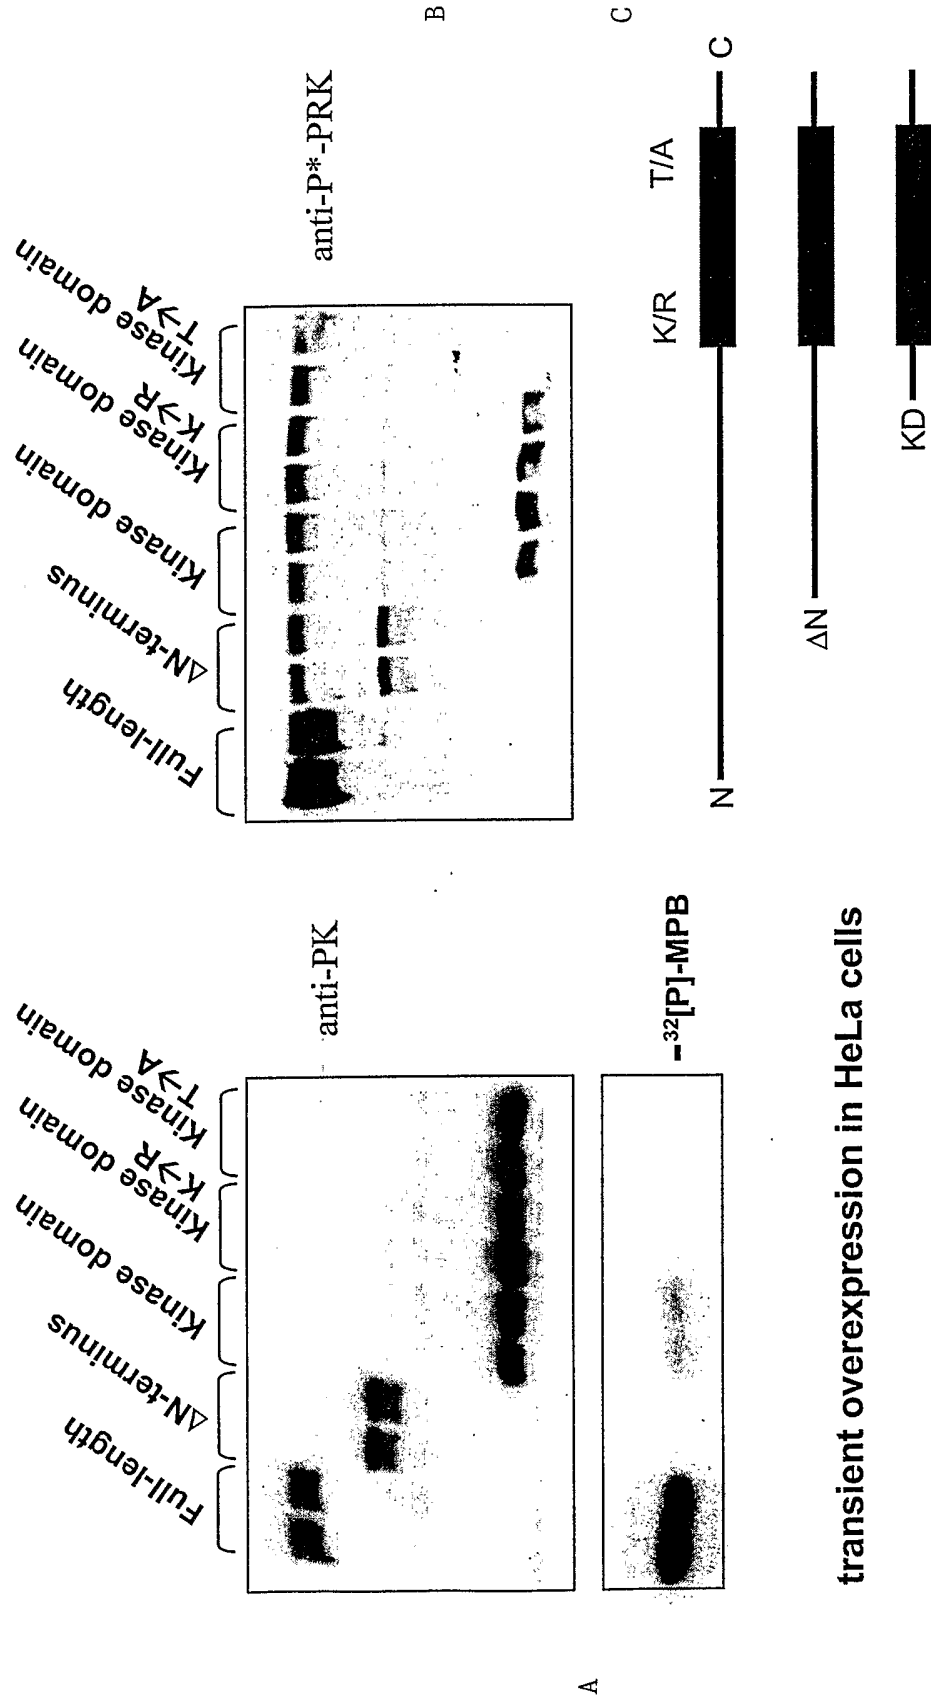 A
Full-length
ΔN-terminus
Kinase domain
Kinase domain
K→R
Kinase domain
T→A
anti-PK
-³²[P]-MPB
transient overexpression in HeLa cells
B
Full-length
ΔN-terminus
Kinase domain
Kinase domain
K→R
Kinase domain
T→A
anti-P*-PRK
C
K/R T/A
N C
ΔN
KD